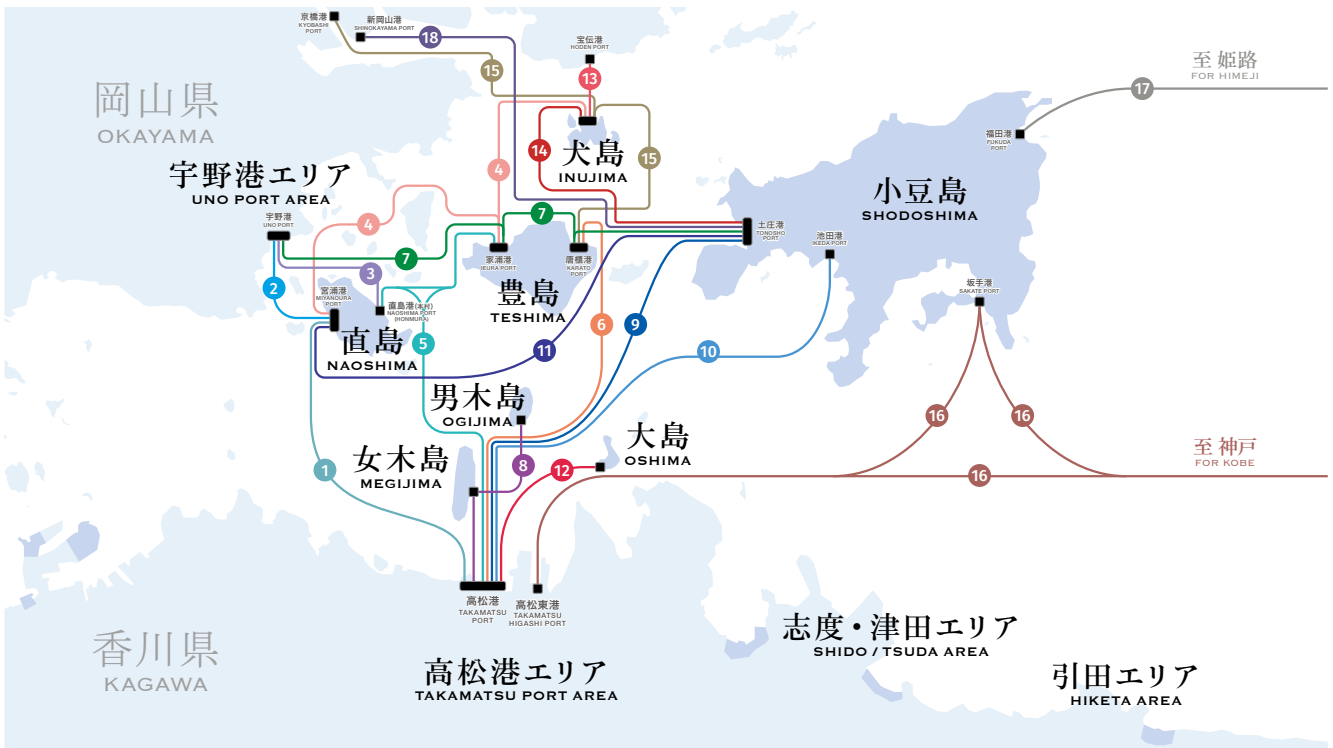 京橋港
KYOBASHI
PORT
新岡山港
SHINOKAYAMA PORT
18
宝伝港
HODEN PORT
15
13
至 姫路
FOR HIMEJI
17
岡山県
OKAYAMA
福田港
FUKUDA
PORT
14
犬島
INUJIMA
15
4
宇野港エリア
UNO PORT AREA
小豆島
SHODOSHIMA
宇野港
UNO PORT
4
7
土庄港
TONOSHO
PORT
池田港
IKEDA PORT
7
家浦港
IEURA PORT
唐櫃港
KARATO
PORT
3
2
宮浦港
MIYANOURA
PORT
直島港(本村)
NAOSHIMA PORT
(HONMURA)
豊島
TESHIMA
坂手港
SAKATE PORT
直島
NAOSHIMA
5
6
9
11
10
男木島
OGIJIMA
16
16
女木島
MEGIJIMA
大島
OSHIMA
至 神戸
FOR KOBE
1
8
12
16
高松港
TAKAMATSU
PORT
高松東港
TAKAMATSU
HIGASHI PORT
香川県
KAGAWA
高松港エリア
TAKAMATSU PORT AREA
志度・津田エリア
SHIDO / TSUDA AREA
引田エリア
HIKETA AREA